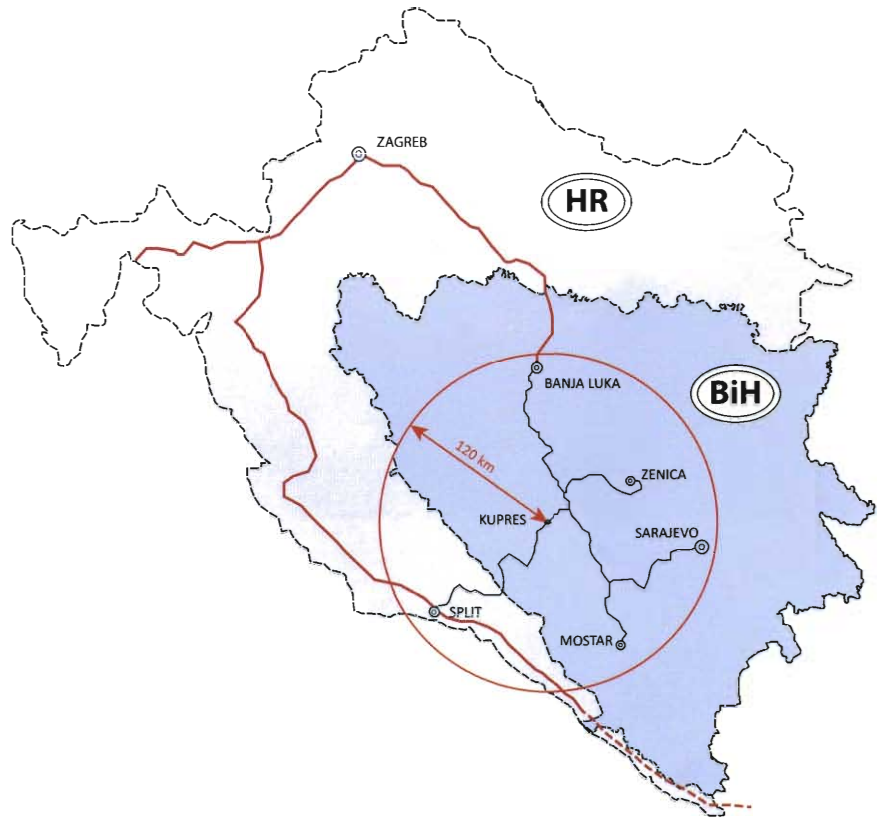 ZAGREB
HR
BANJA LUKA
BiH
120 km
ZENICA
KUPRES
SARAJEVO
SPLIT
MOSTAR